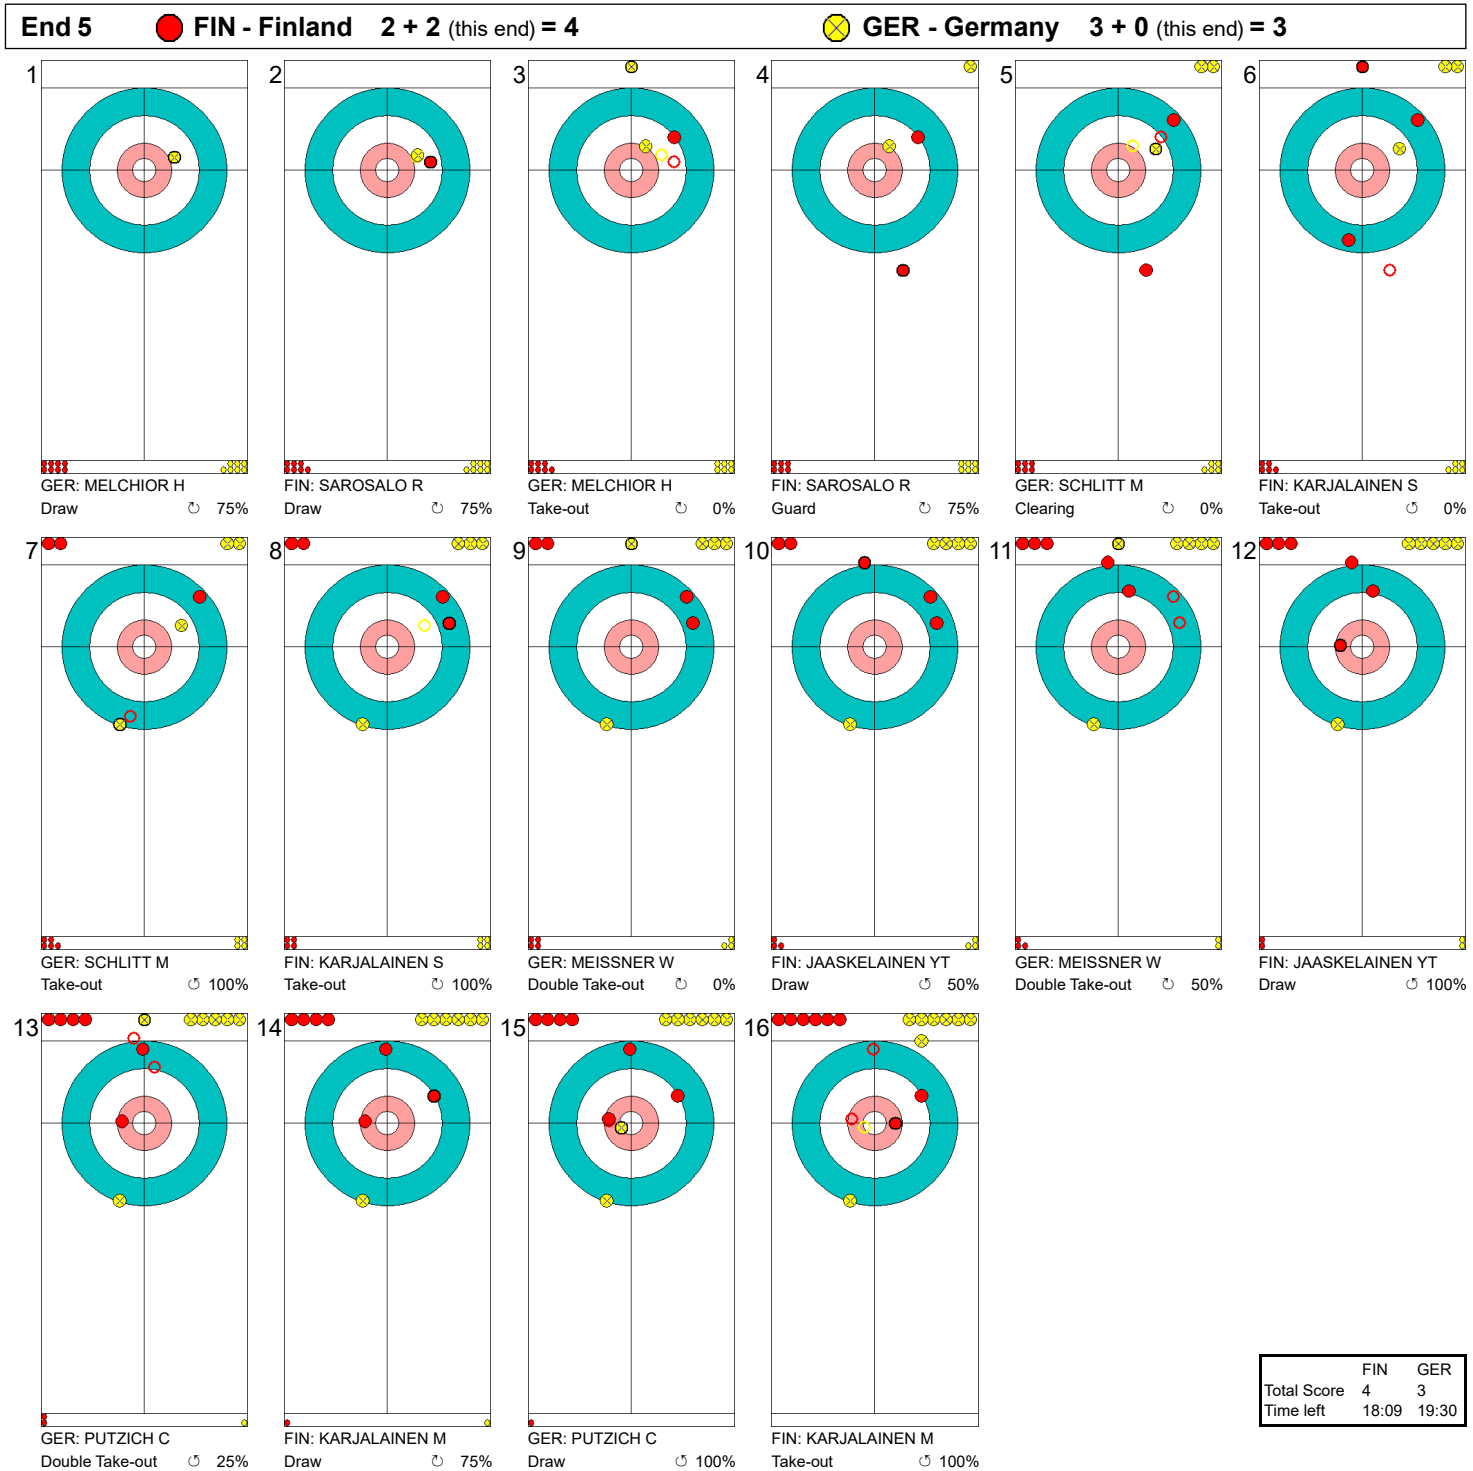 End 5 FIN - Finland 2 + 2 (this end) = 4 GER - Germany 3 + 0 (this end) = 3
1 2 3 4 5 6
GER: MELCHIOR H FIN: SAROSALO R GER: MELCHIOR H FIN: SAROSALO R GER: SCHLITT M FIN: KARJALAINEN S
Draw ↻ 75% Draw ↻ 75% Take-out ↻ 0% Guard ↻ 75% Clearing ↻ 0% Take-out ↺ 0%
7 8 9 10 11 12
GER: SCHLITT M FIN: KARJALAINEN S GER: MEISSNER W FIN: JAASKELAINEN YT GER: MEISSNER W FIN: JAASKELAINEN YT
Take-out ↺ 100% Take-out ↻ 100% Double Take-out ↻ 0% Draw ↺ 50% Double Take-out ↻ 50% Draw ↺ 100%
13 14 15 16
GER: PUTZICH C FIN: KARJALAINEN M GER: PUTZICH C FIN: KARJALAINEN M
Double Take-out ↺ 25% Draw ↺ 75% Draw ↺ 100% Take-out ↺ 100%
FIN GER
Total Score 4 3
Time left 18:09 19:30